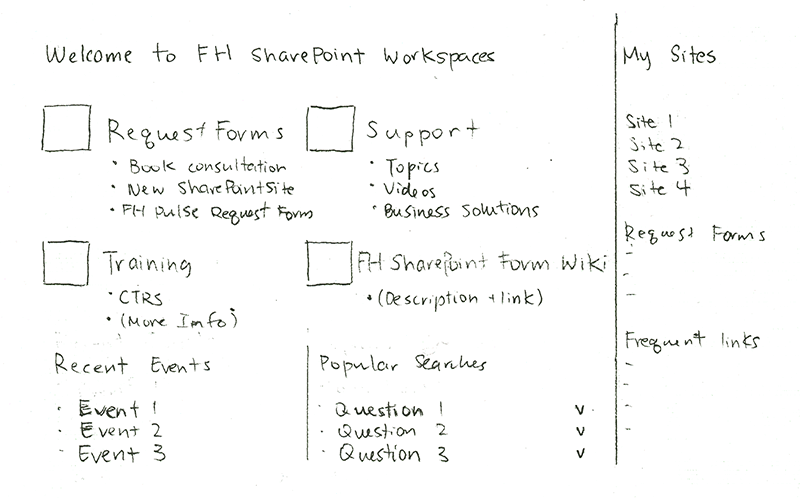 Welcome to FH SharePoint Workspaces
Request Forms
• Book consultation
• New SharePoint Site
• FH Pulse Request Form
Support
• Topics
• Videos
• Business Solutions
Training
• CTRS
• (More Info)
FH SharePoint Form Wiki
• (Description + link)
Recent Events
• Event 1
• Event 2
• Event 3
Popular Searches
• Question 1 v
• Question 2 v
• Question 3 v
My Sites
Site 1
Site 2
Site 3
Site 4
Request Forms
-
-
-
Frequent links
-
-
-
-